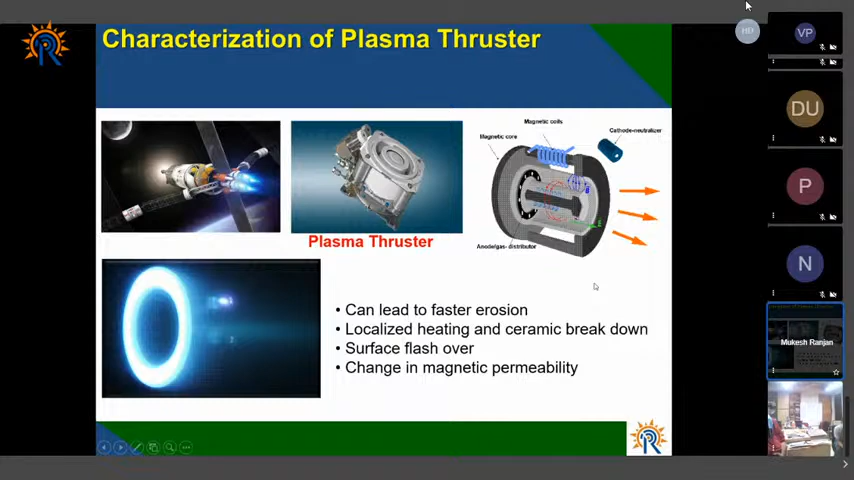 Characterization of Plasma Thruster
HD
VP
DU
P
N
Mukesh Ranjan
Magnetic coils
Magnetic core
Cathode-neutralizer
Anode/gas- distributor
E
Plasma Thruster
• Can lead to faster erosion
• Localized heating and ceramic break down
• Surface flash over
• Change in magnetic permeability